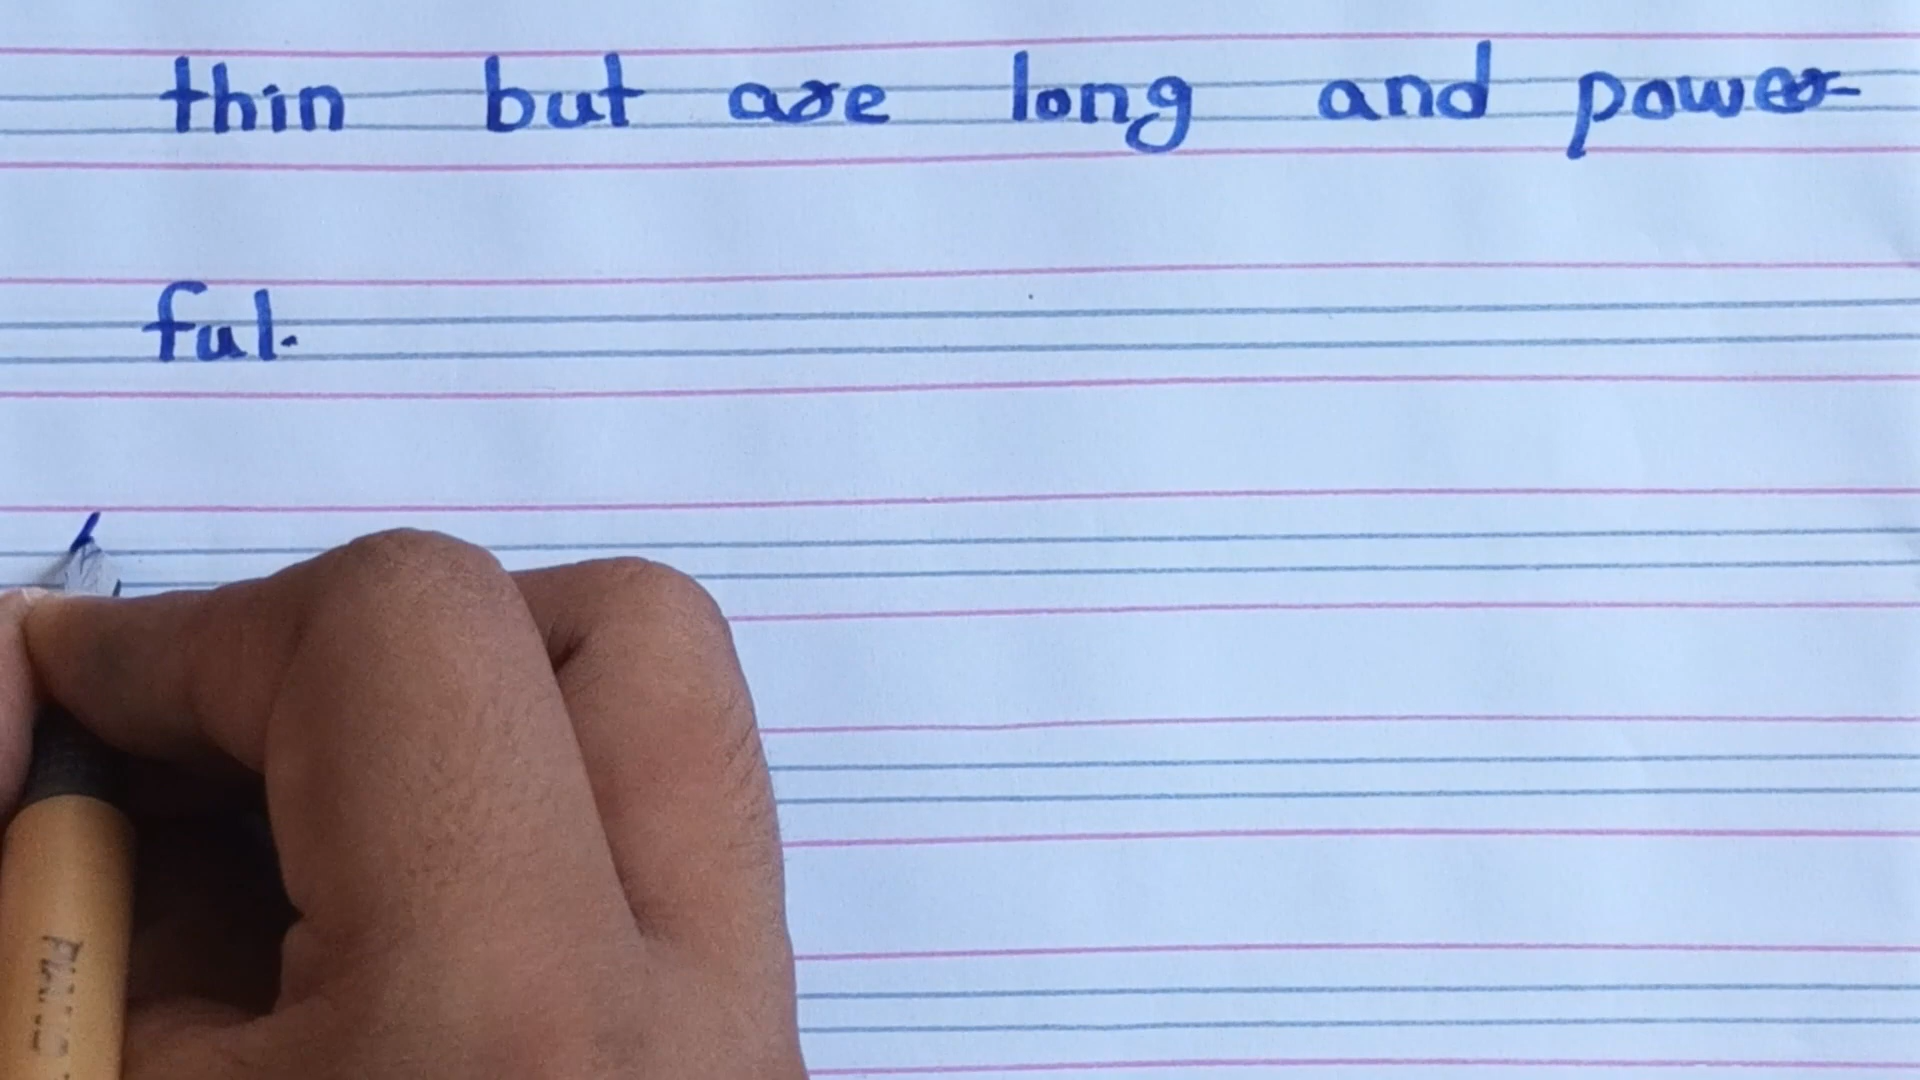 thin but are long and power-
ful.